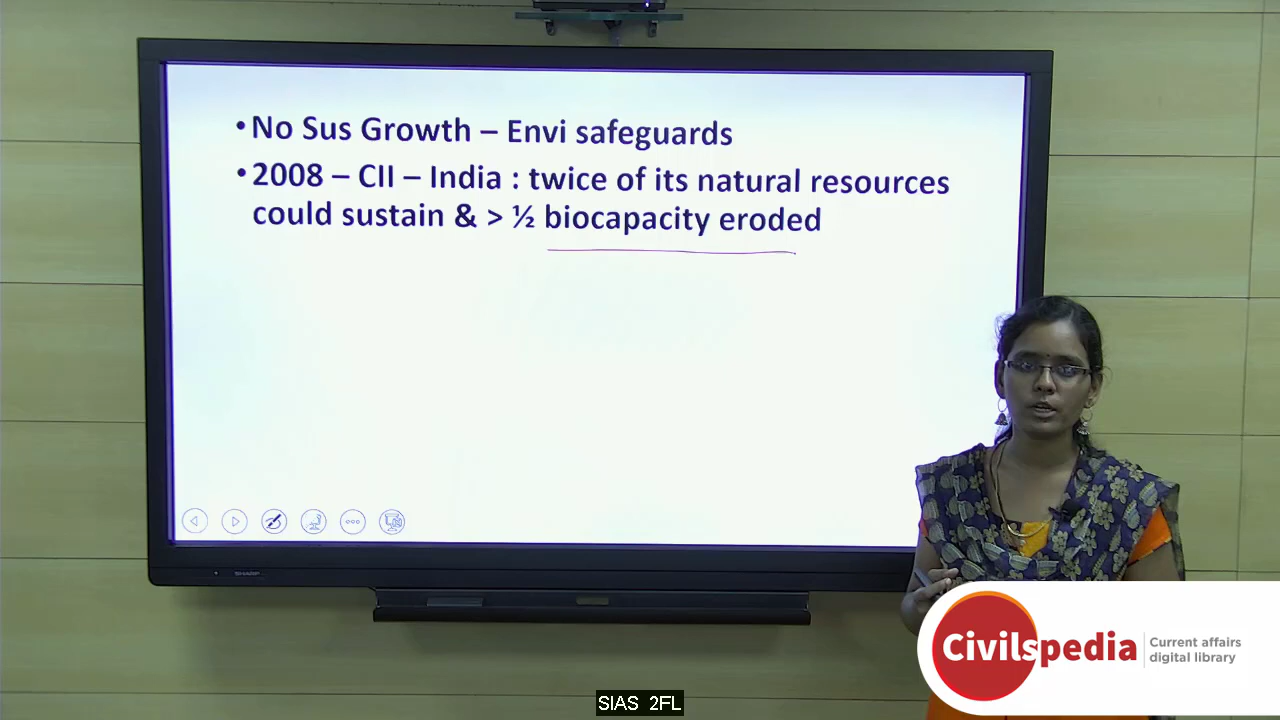 • No Sus Growth – Envi safeguards
• 2008 – CII – India : twice of its natural resources
could sustain & > ½ biocapacity eroded
SHARP
Civilspedia
Current affairs
digital library
SIAS 2FL